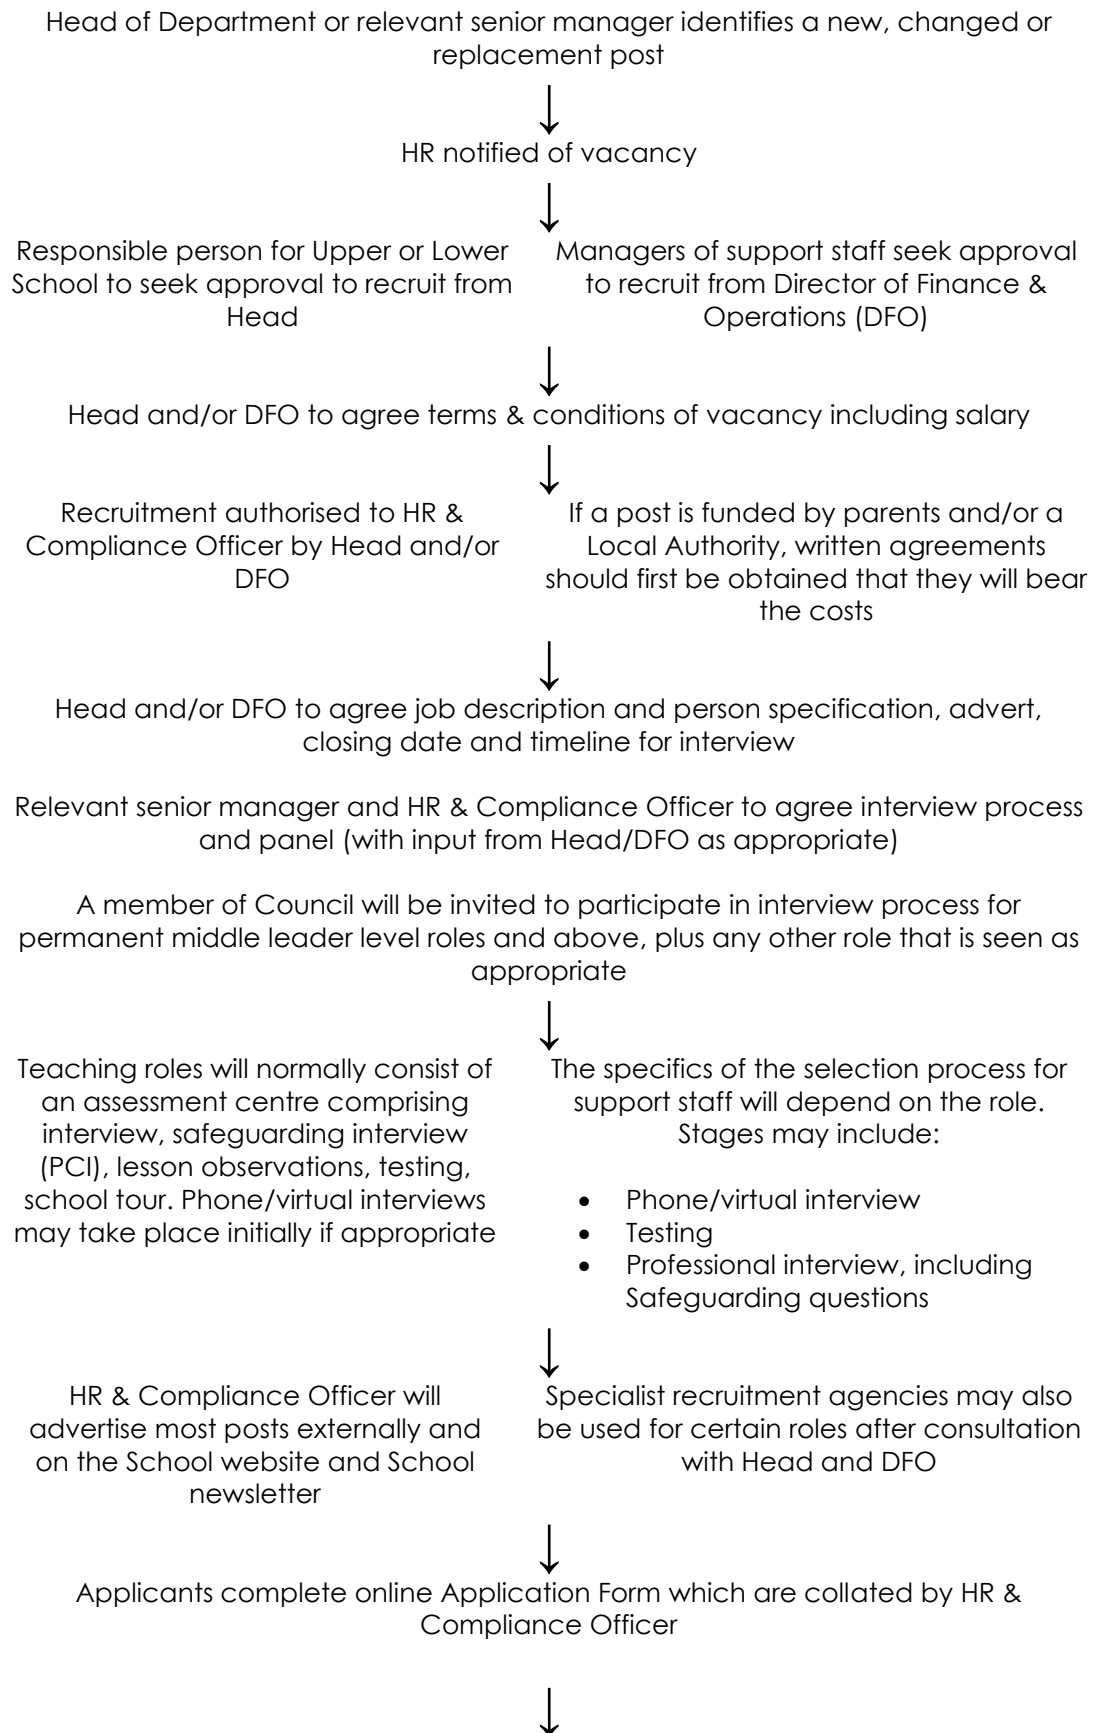 Head of Department or relevant senior manager identifies a new, changed or
replacement post
HR notified of vacancy
Responsible person for Upper or Lower
School to seek approval to recruit from
Head
Managers of support staff seek approval
to recruit from Director of Finance &
Operations (DFO)
Head and/or DFO to agree terms & conditions of vacancy including salary
Recruitment authorised to HR &
Compliance Officer by Head and/or
DFO
If a post is funded by parents and/or a
Local Authority, written agreements
should first be obtained that they will bear
the costs
Head and/or DFO to agree job description and person specification, advert,
closing date and timeline for interview
Relevant senior manager and HR & Compliance Officer to agree interview process
and panel (with input from Head/DFO as appropriate)
A member of Council will be invited to participate in interview process for
permanent middle leader level roles and above, plus any other role that is seen as
appropriate
Teaching roles will normally consist of
an assessment centre comprising
interview, safeguarding interview
(PCI), lesson observations, testing,
school tour. Phone/virtual interviews
may take place initially if appropriate
The specifics of the selection process for
support staff will depend on the role.
Stages may include:
• Phone/virtual interview
• Testing
• Professional interview, including
Safeguarding questions
HR & Compliance Officer will
advertise most posts externally and
on the School website and School
newsletter
Specialist recruitment agencies may also
be used for certain roles after consultation
with Head and DFO
Applicants complete online Application Form which are collated by HR &
Compliance Officer